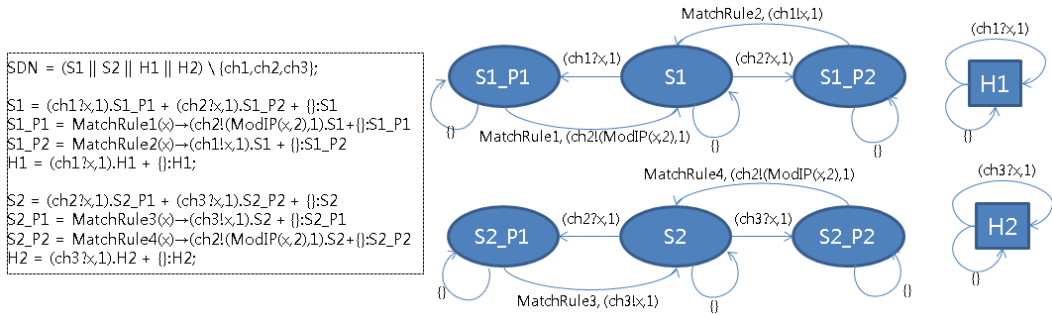 SDN = (S1 || S2 || H1 || H2) \ {ch1,ch2,ch3};
S1 = (ch1?x,1).S1_P1 + (ch2?x,1).S1_P2 + {}:S1
S1_P1 = MatchRule1(x)→(ch2!(ModIP(x,2),1).S1+{}:S1_P1
S1_P2 = MatchRule2(x)→(ch1!x,1).S1 + {}:S1_P2
H1 = (ch1?x,1).H1 + {}:H1;
S2 = (ch2?x,1).S2_P1 + (ch3?x,1).S2_P2 + {}:S2
S2_P1 = MatchRule3(x)→(ch3!x,1).S2 + {}:S2_P1
S2_P2 = MatchRule4(x)→(ch2!(ModIP(x,2),1).S2+{}:S2_P2
H2 = (ch3?x,1).H2 + {}:H2;
MatchRule2, (ch1!x,1)
(ch1?x,1)
(ch2?x,1)
S1_P1
S1
S1_P2
{}
{}
{}
MatchRule1, (ch2!(ModIP(x,2),1)
(ch1?x,1)
H1
{}
MatchRule4, (ch2!(ModIP(x,2),1)
(ch2?x,1)
(ch3?x,1)
S2_P1
S2
S2_P2
{}
{}
{}
MatchRule3, (ch3!x,1)
(ch3?x,1)
H2
{}